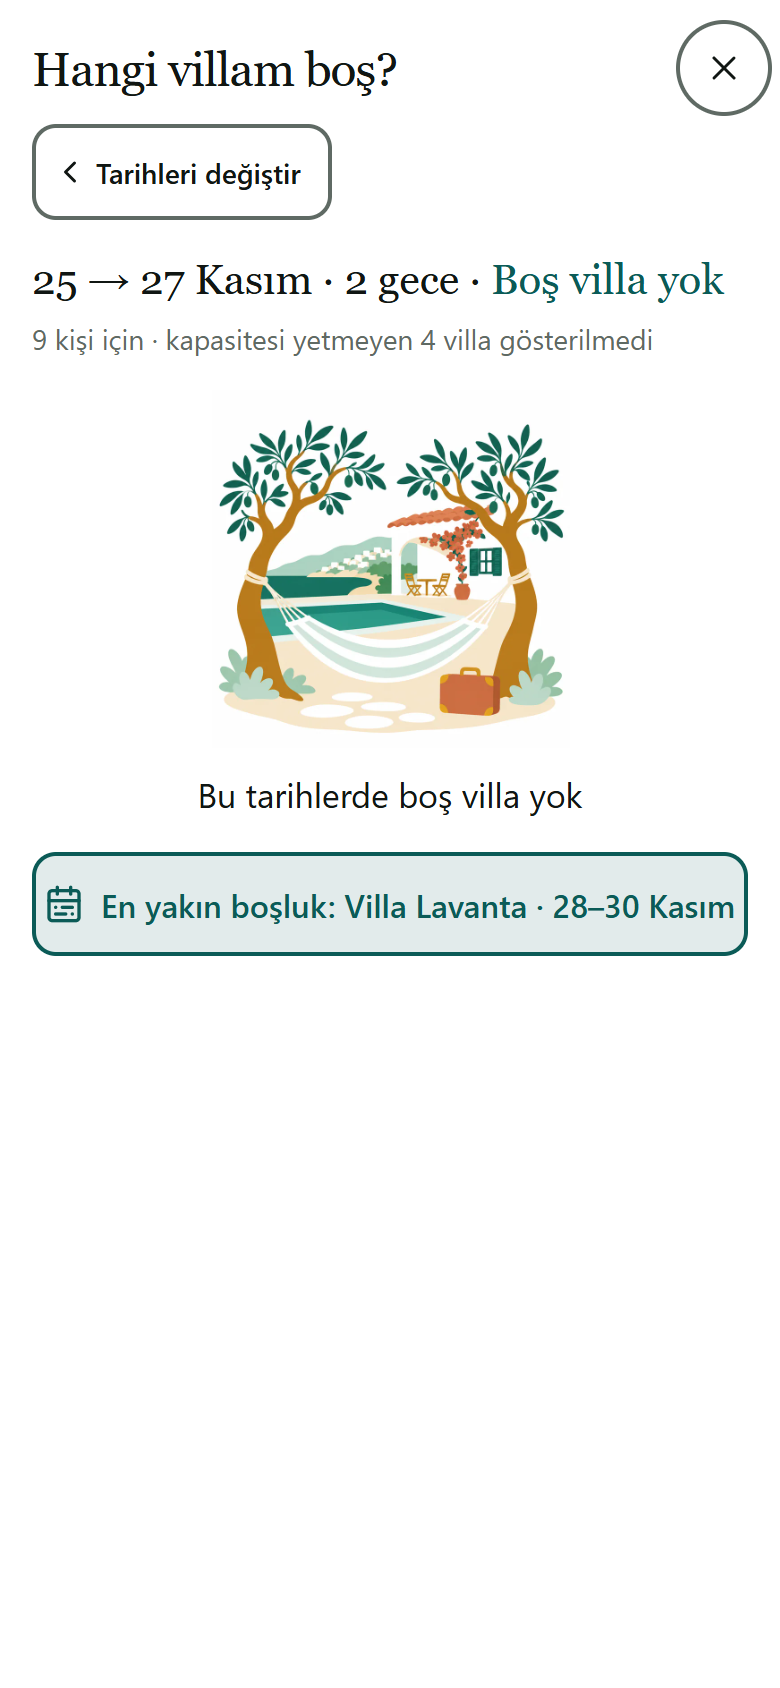 Hangi villam boş?
Tarihleri değiştir
25 → 27 Kasım · 2 gece · Boş villa yok
9 kişi için · kapasitesi yetmeyen 4 villa gösterilmedi
Bu tarihlerde boş villa yok
En yakın boşluk: Villa Lavanta · 28–30 Kasım